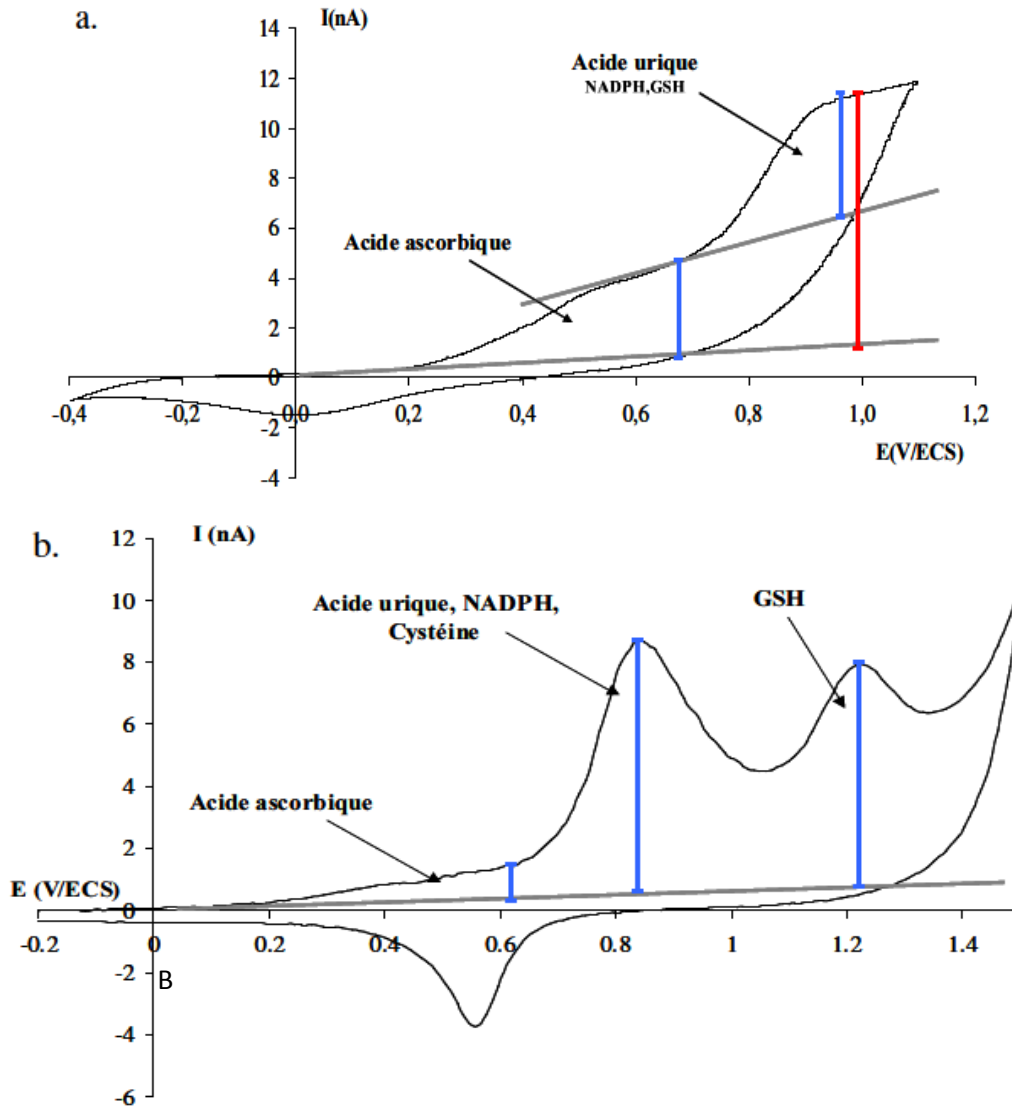 a.
I(nA)
14
12
10
8
6
4
2
0
-2
-4
Acide urique
NADPH,GSH
Acide ascorbique
-0,4 -0,2 0,0 0,2 0,4 0,6 0,8 1,0 1,2
E(V/ECS)
b.
I (nA)
12
10
8
6
4
2
0
-2
-4
-6
Acide urique, NADPH,
Cystéine
GSH
Acide ascorbique
E (V/ECS)
-0.2 0 0.2 0.4 0.6 0.8 1 1.2 1.4
B